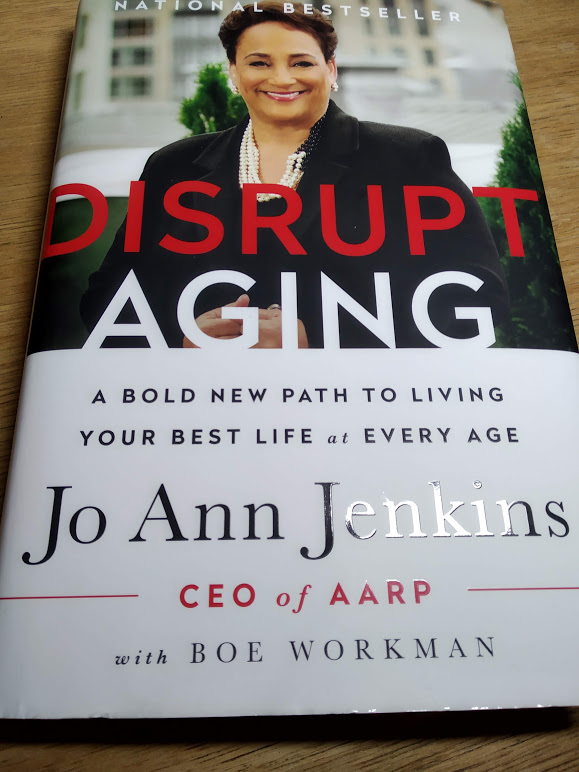 NATIONAL BESTSELLER
DISRUPT
AGING
A BOLD NEW PATH TO LIVING
YOUR BEST LIFE at EVERY AGE
Jo Ann Jenkins
CEO of AARP
with BOE WORKMAN